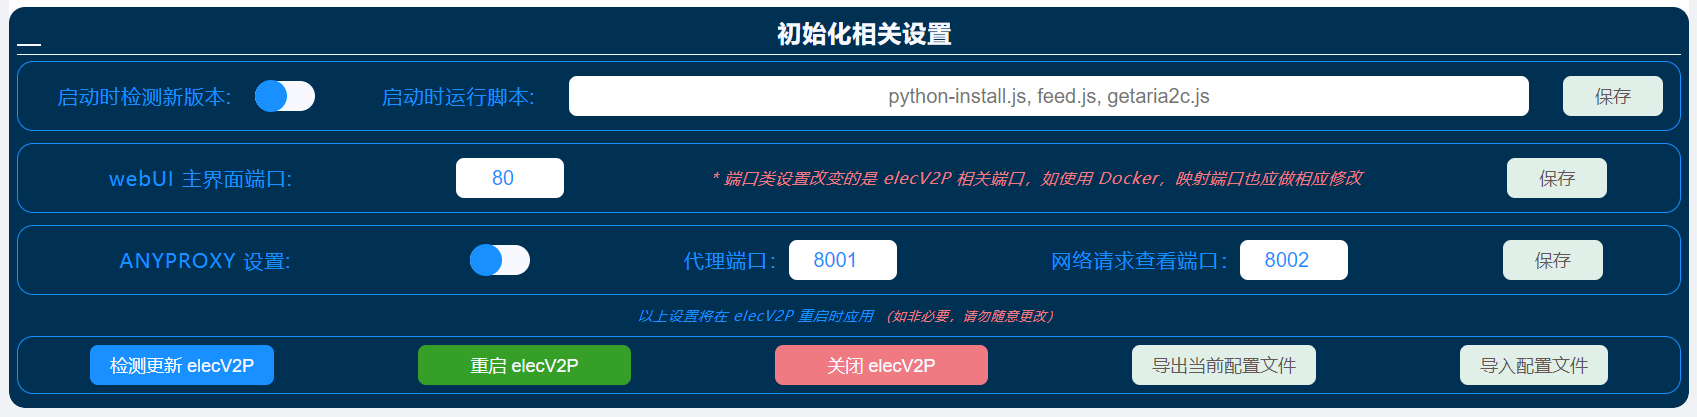 初始化相关设置
启动时检测新版本: 启动时运行脚本: python-install.js, feed.js, getaria2c.js 保存
webUI 主界面端口: 80 * 端口类设置改变的是 elecV2P 相关端口，如使用 Docker，映射端口也应做相应修改 保存
ANYPROXY 设置: 代理端口： 8001 网络请求查看端口： 8002 保存
以上设置将在 elecV2P 重启时应用 （如非必要，请勿随意更改）
检测更新 elecV2P 重启 elecV2P 关闭 elecV2P 导出当前配置文件 导入配置文件